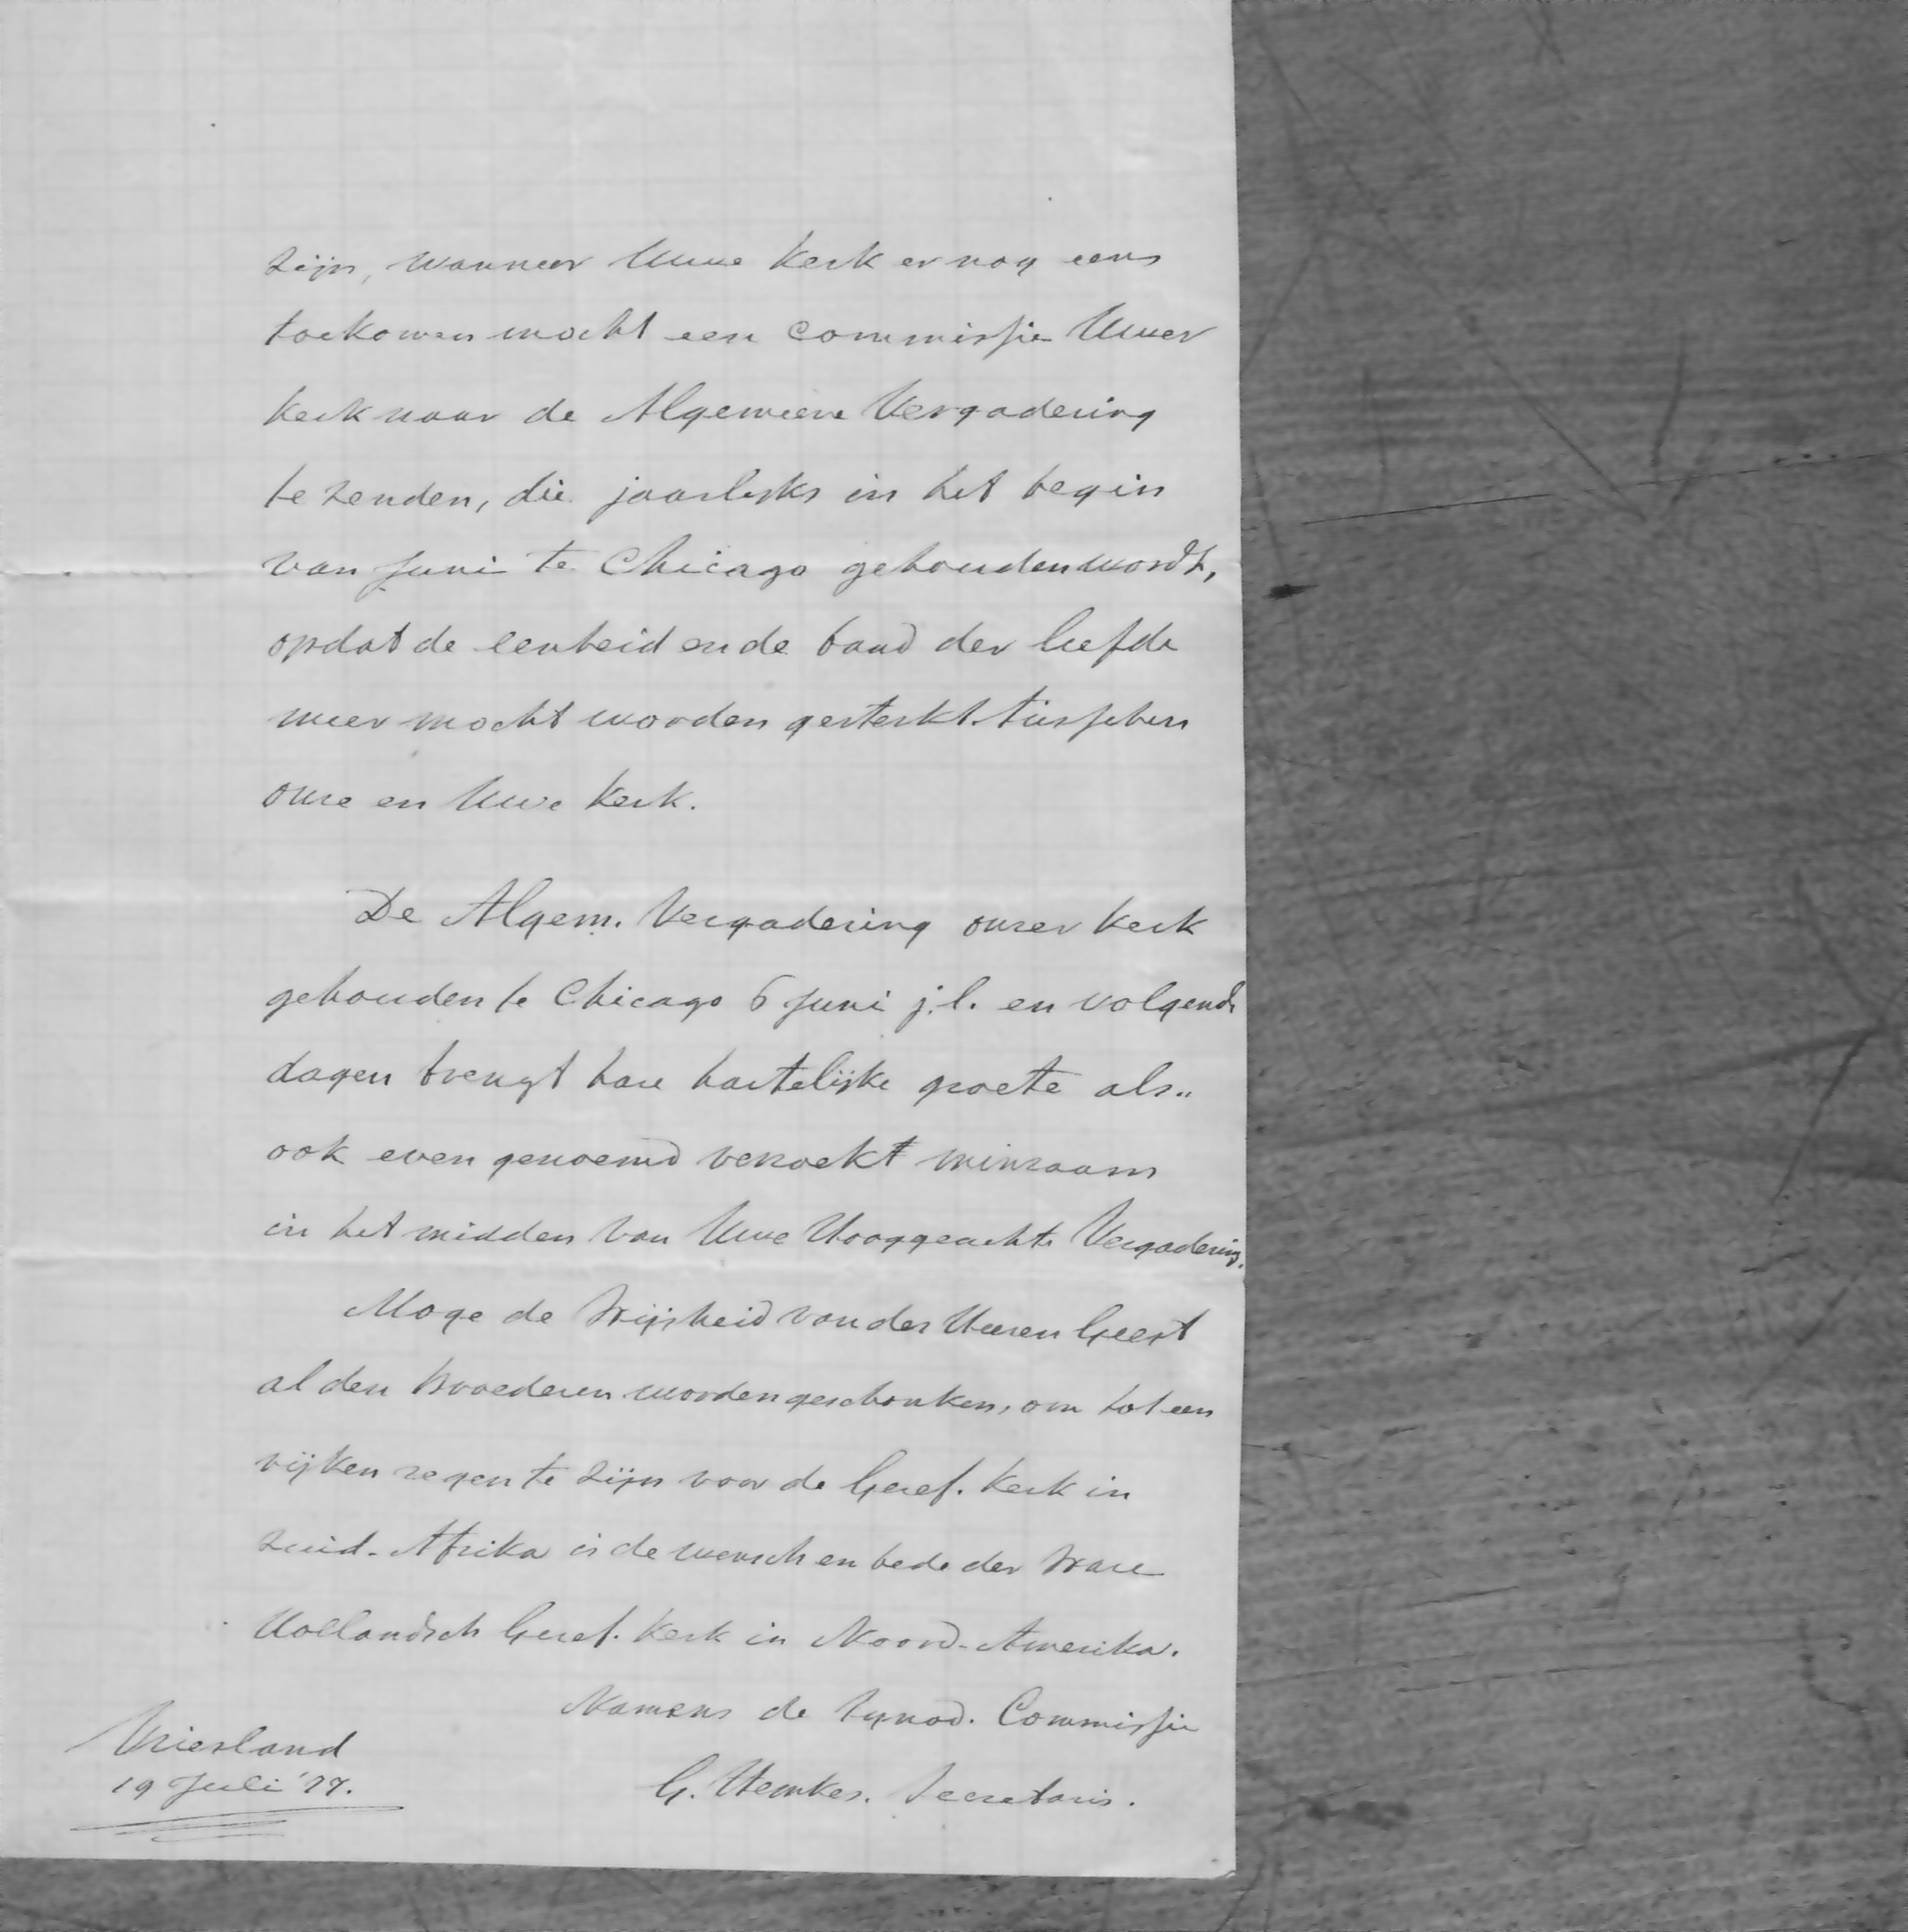 zijn, wanneer Uwe Kerk er nog eens
toekomen mocht een Commissie Uwer
Kerk naar de Algemeene Vergadering
te zenden, die jaarlijks in het begin
van Juni te Chicago gehouden wordt,
opdat de eenheid en de band der liefde
meer mocht worden gesterkt tusschen
onze en Uwe Kerk.
De Algem. Vergadering onzer Kerk
gehouden te Chicago 6 Juni j.l. en volgende
dagen brengt hare hartelijke groete als..
ook even genoemd verzoekt minzaam
in het midden van Uwe Hooggeachte Vergadering.
Moge de Wijsheid van des Heeren Geest
al den Broederen worden geschonken, om tot een
rijken zegen te zijn voor de Geref. Kerk in
Zuid-Afrika is de wensch en bede der Ware
Hollandsch Geref. Kerk in Noord-Amerika.
Namens de Synod. Commissie
Vriesland
19 Juli '77.
G. Hemkes. Secretaris.